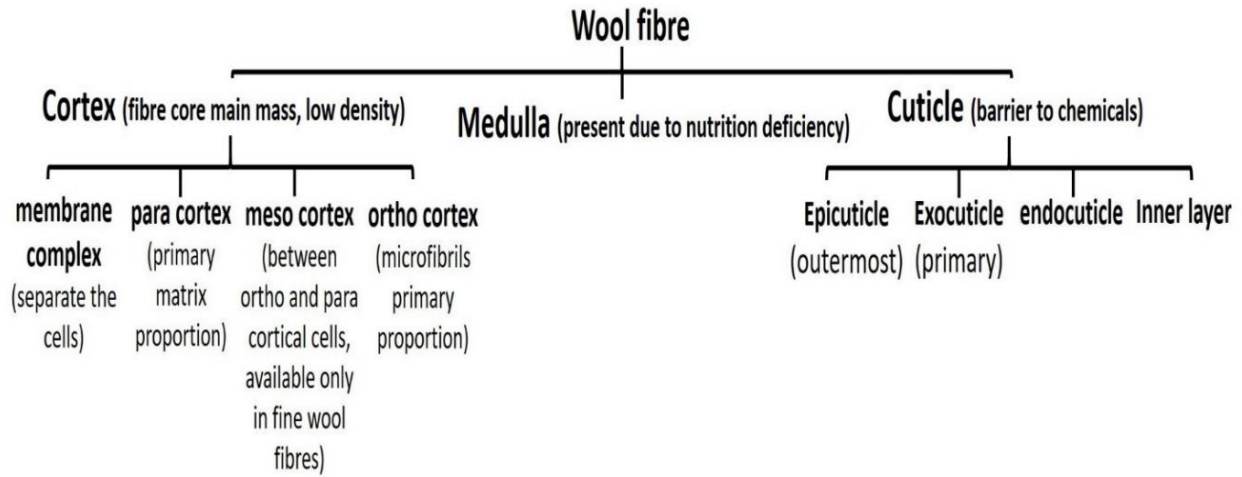 Wool fibre
Cortex (fibre core main mass, low density)
Medulla (present due to nutrition deficiency)
Cuticle (barrier to chemicals)
membrane
complex
(separate the
cells)
para cortex
(primary
matrix
proportion)
meso cortex
(between
ortho and para
cortical cells,
available only
in fine wool
fibres)
ortho cortex
(microfibrils
primary
proportion)
Epicuticle
(outermost)
Exocuticle
(primary)
endocuticle
Inner layer